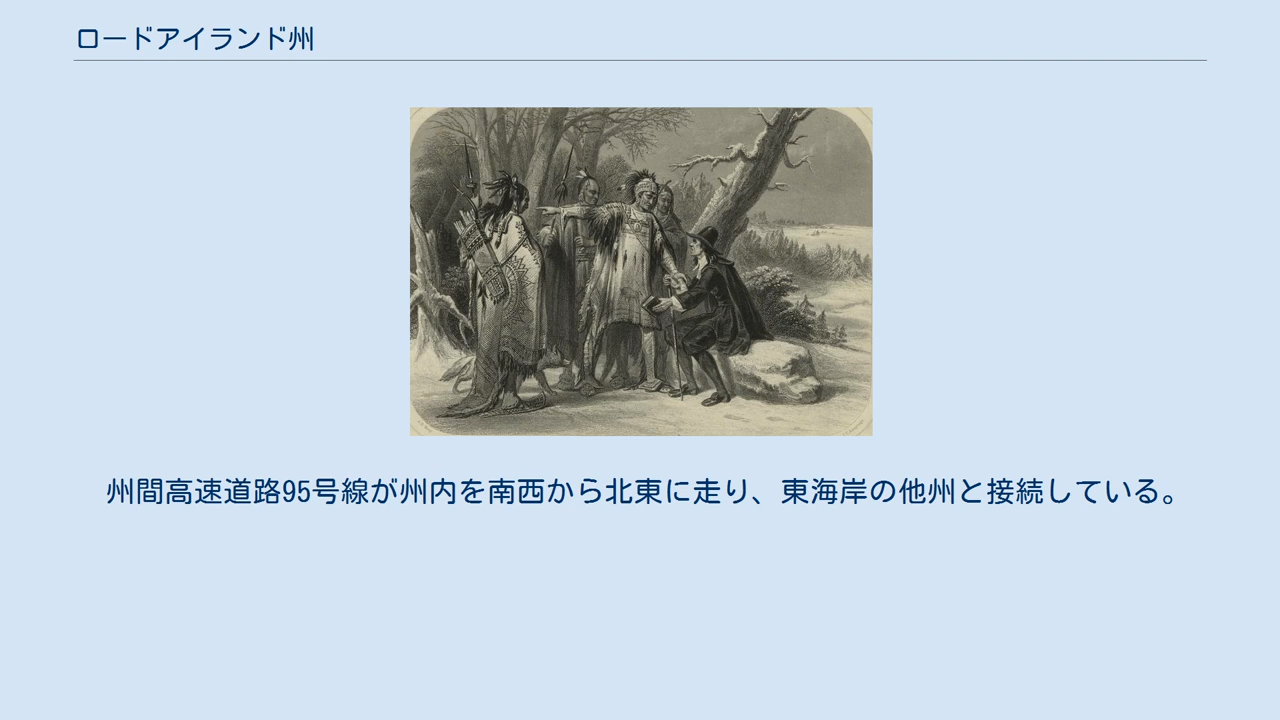 ロードアイランド州
州間高速道路95号線が州内を南西から北東に走り、東海岸の他州と接続している。